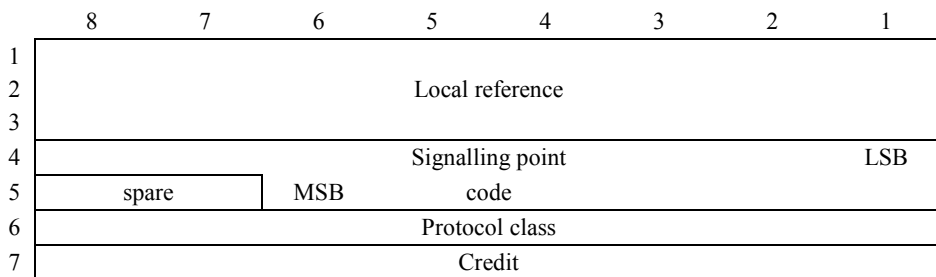 8 7 6 5 4 3 2 1
1
2 Local reference
3
4 Signalling point LSB
5 spare MSB code
6 Protocol class
7 Credit